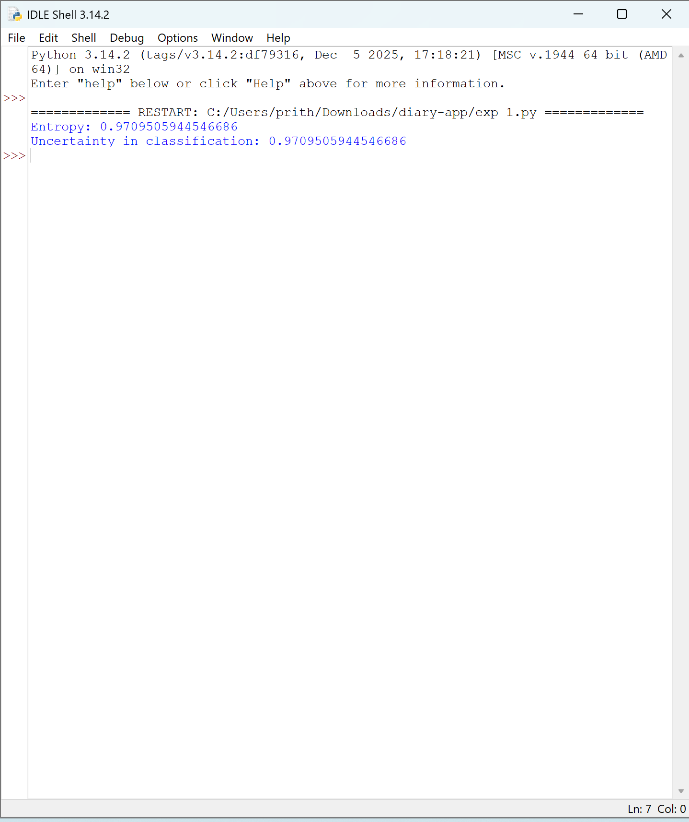 IDLE Shell 3.14.2
File Edit Shell Debug Options Window Help
Python 3.14.2 (tags/v3.14.2:df79316, Dec  5 2025, 17:18:21) [MSC v.1944 64 bit (AMD
64)] on win32
Enter "help" below or click "Help" above for more information.
>>>
============= RESTART: C:/Users/prith/Downloads/diary-app/exp 1.py =============
Entropy: 0.9709505944546686
Uncertainty in classification: 0.9709505944546686
>>>
Ln: 7 Col: 0